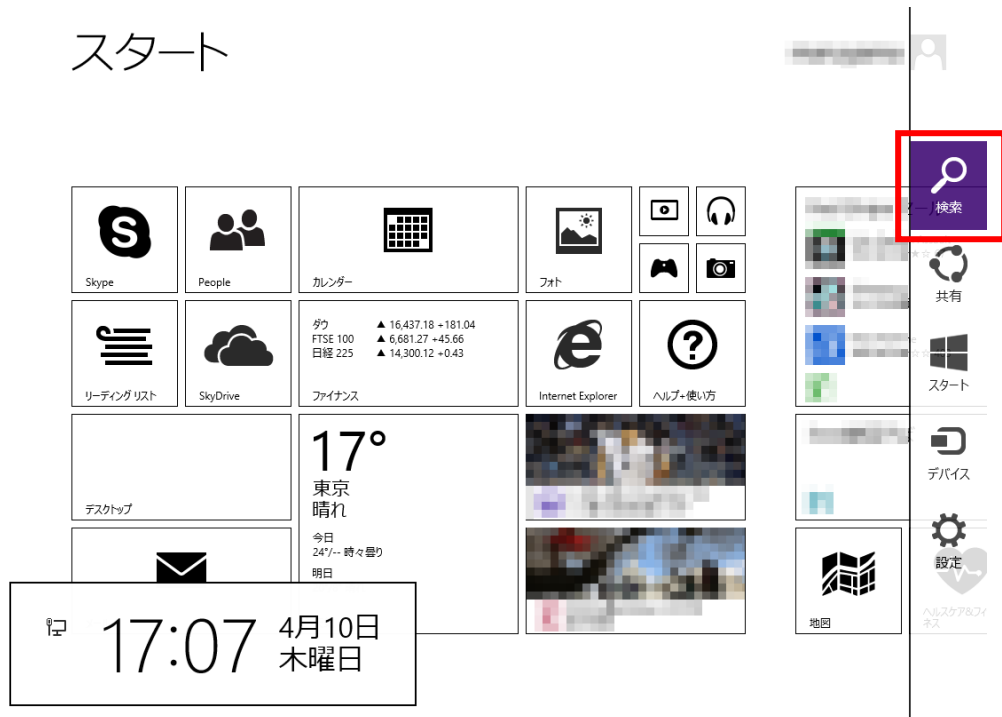 スタート
検索
共有
スタート
デバイス
設定
Skype
People
カレンダー
フォト
リーディング リスト
SkyDrive
ダウ ▲ 16,437.18 +181.04
FTSE 100 ▲ 6,681.27 +45.66
日経 225 ▲ 14,300.12 +0.43
ファイナンス
Internet Explorer
ヘルプ+使い方
デスクトップ
17°
東京
晴れ
今日
24°/-- 時々曇り
明日
地図
ヘルスケア&フィ
ネス
17:07
4月10日
木曜日